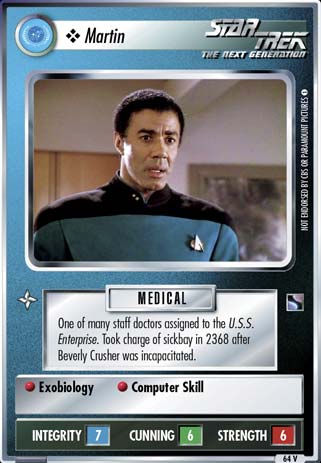 ❖ Martin
STAR TREK
THE NEXT GENERATION
NOT ENDORSED BY CBS OR PARAMOUNT PICTURES
MEDICAL
One of many staff doctors assigned to the U.S.S.
Enterprise. Took charge of sickbay in 2368 after
Beverly Crusher was incapacitated.
Exobiology
Computer Skill
INTEGRITY 7 CUNNING 6 STRENGTH 6
64 V